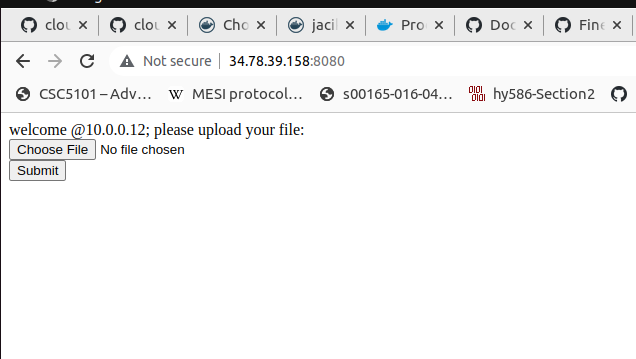 clou
clou
Cho
jacil
Pro
Doc
Fine
Not secure
34.78.39.158:8080
CSC5101 – Adv…
MESI protocol…
s00165-016-04…
hy586-Section2
welcome @10.0.0.12; please upload your file:
Choose File No file chosen
Submit